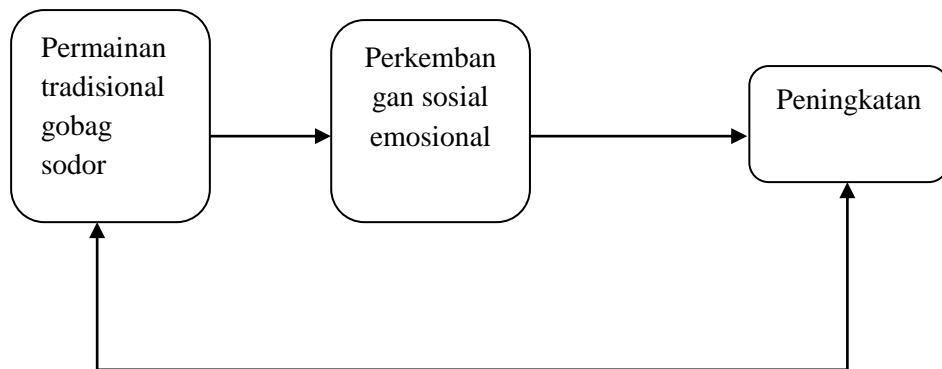 Permainan
tradisional
gobag
sodor
Perkemban
gan sosial
emosional
Peningkatan